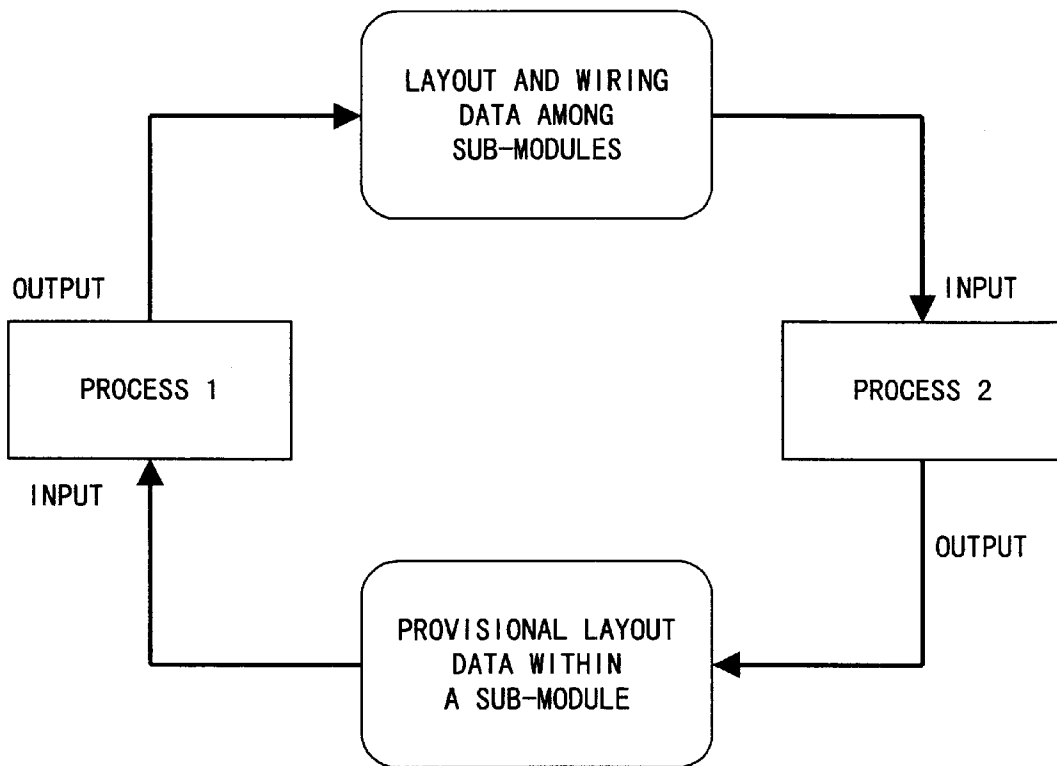 LAYOUT AND WIRING
DATA AMONG
SUB-MODULES
OUTPUT
INPUT
PROCESS 1
PROCESS 2
INPUT
OUTPUT
PROVISIONAL LAYOUT
DATA WITHIN
A SUB-MODULE